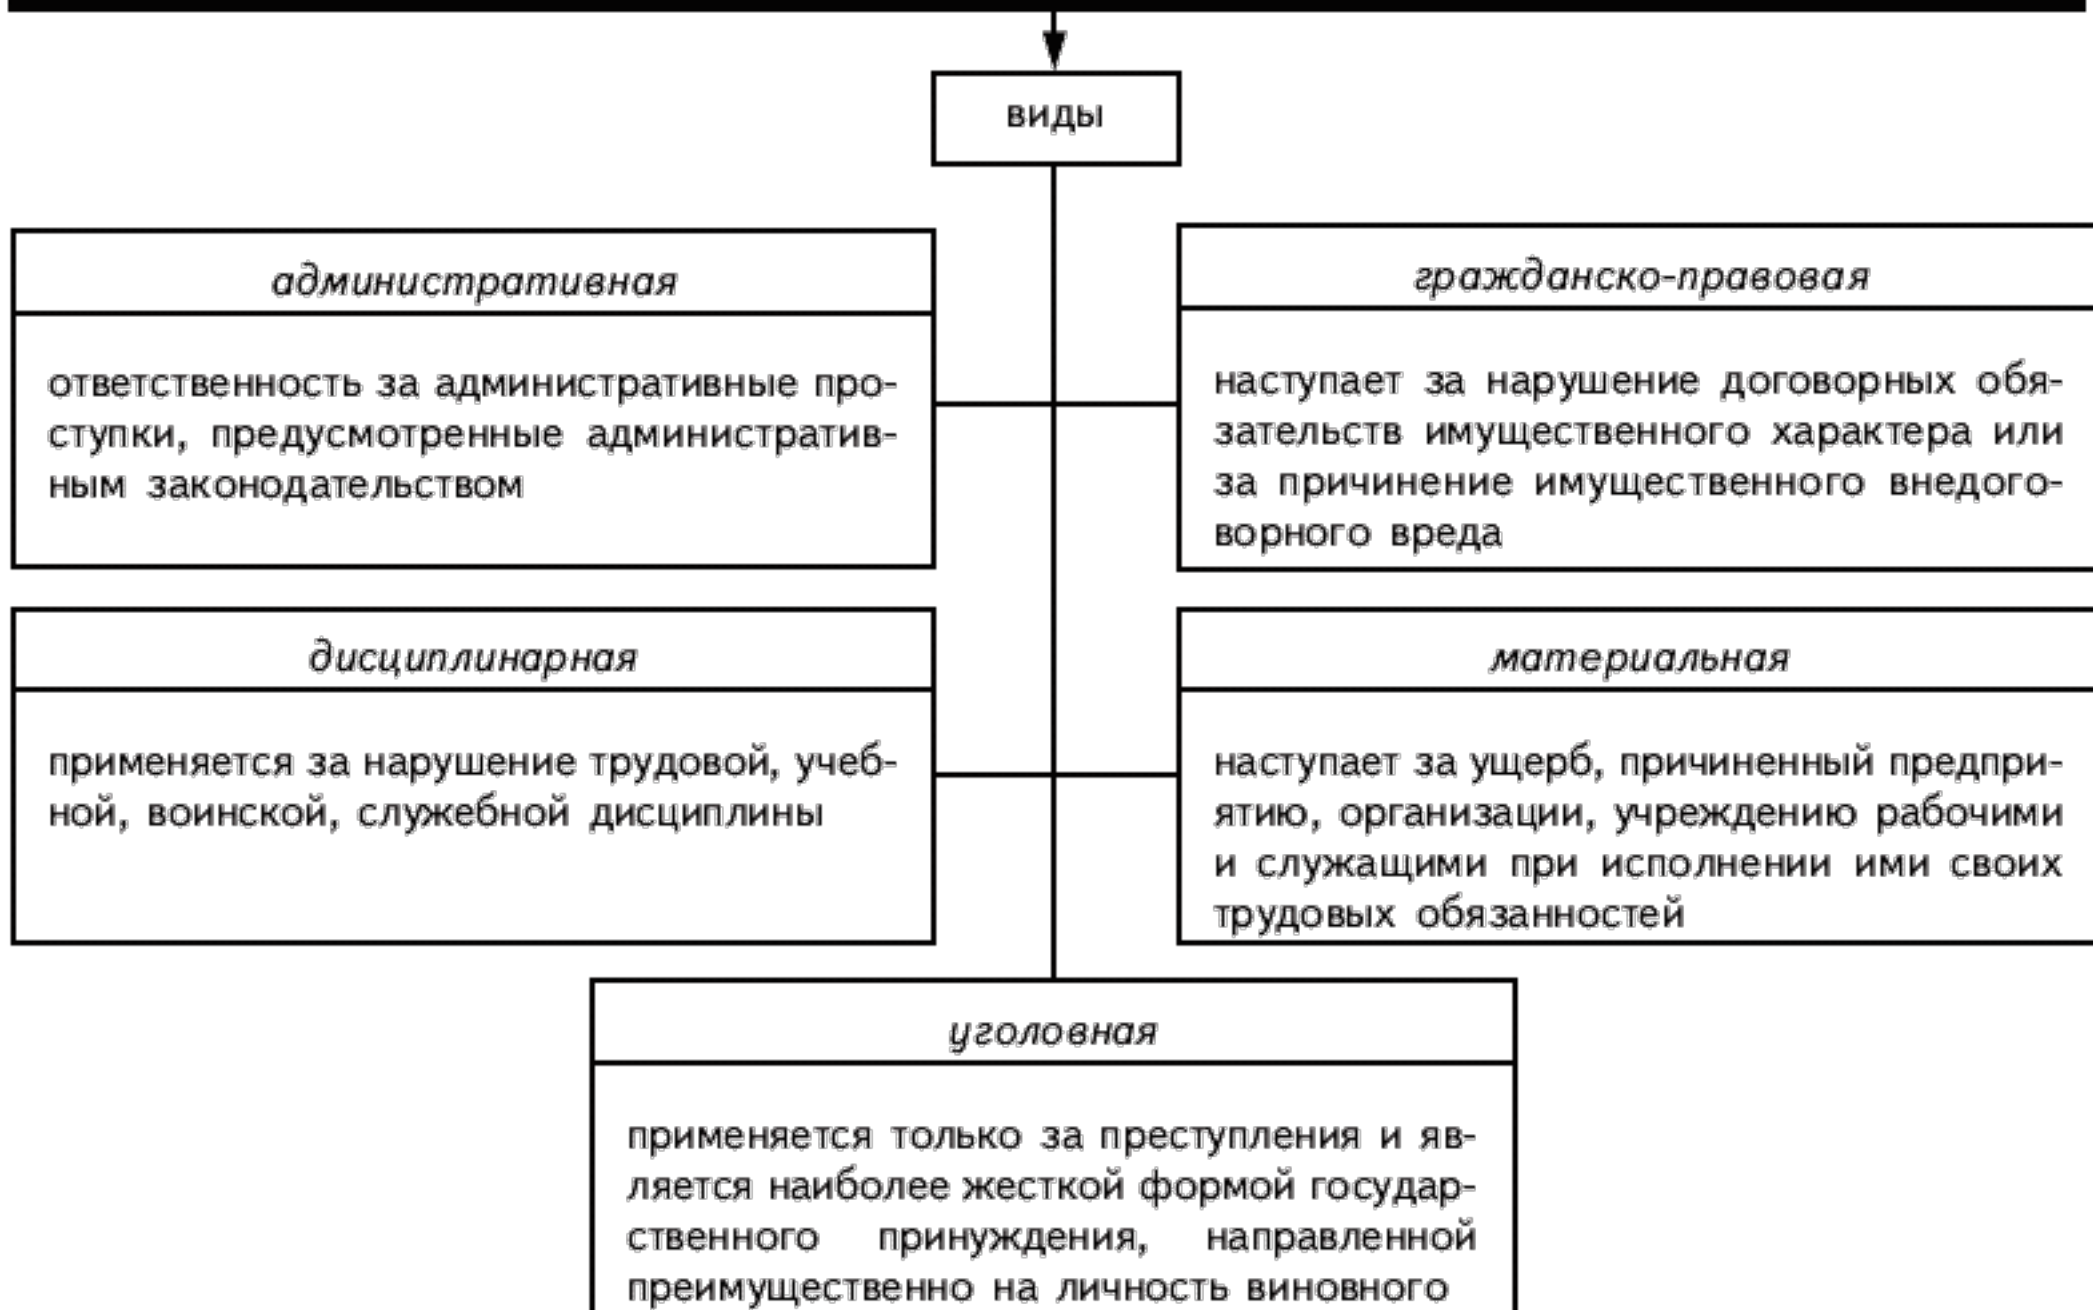 виды
административная
ответственность за административные про-
ступки, предусмотренные административ-
ным законодательством
гражданско-правовая
наступает за нарушение договорных обя-
зательств имущественного характера или
за причинение имущественного внедого-
ворного вреда
дисциплинарная
применяется за нарушение трудовой, учеб-
ной, воинской, служебной дисциплины
материальная
наступает за ущерб, причиненный предпри-
ятию, организации, учреждению рабочими
и служащими при исполнении ими своих
трудовых обязанностей
уголовная
применяется только за преступления и яв-
ляется наиболее жесткой формой государ-
ственного принуждения, направленной
преимущественно на личность виновного